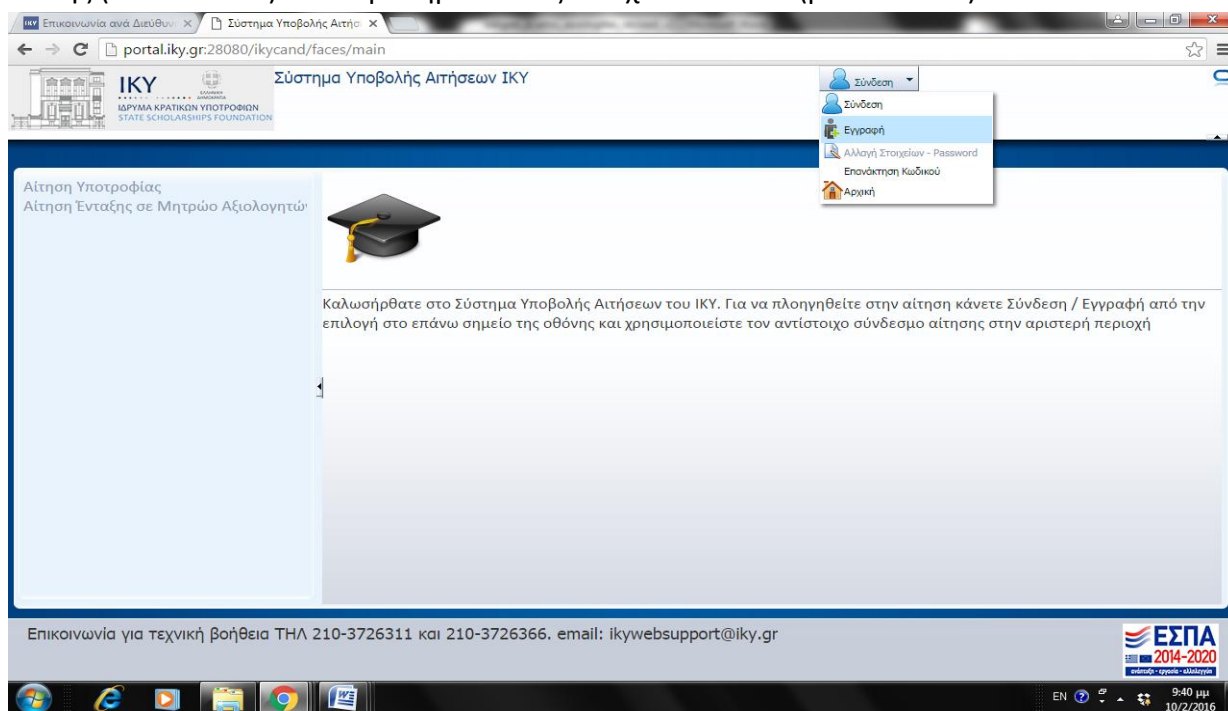 Επικοινωνία ανά Διεύθυν
Σύστημα Υποβολής Αιτήσ
portal.iky.gr:28080/ikycand/faces/main
IKY
ΙΔΡΥΜΑ ΚΡΑΤΙΚΩΝ ΥΠΟΤΡΟΦΙΩΝ
STATE SCHOLARSHIPS FOUNDATION
Σύστημα Υποβολής Αιτήσεων ΙΚΥ
Σύνδεση
Σύνδεση
Εγγραφή
Αλλαγή Στοιχείων - Password
Επανάκτηση Κωδικού
Αρχική
Αίτηση Υποτροφίας
Αίτηση Ένταξης σε Μητρώο Αξιολογητώ
Καλωσήρθατε στο Σύστημα Υποβολής Αιτήσεων του ΙΚΥ. Για να πλοηγηθείτε στην αίτηση κάνετε Σύνδεση / Εγγραφή από την
επιλογή στο επάνω σημείο της οθόνης και χρησιμοποιείστε τον αντίστοιχο σύνδεσμο αίτησης στην αριστερή περιοχή
Επικοινωνία για τεχνική βοήθεια ΤΗΛ 210-3726311 και 210-3726366. email: ikywebsupport@iky.gr
ΕΣΠΑ
2014-2020
ανάπτυξη - εργασία - αλληλεγγύη
EN
9:40 μμ
10/2/2016